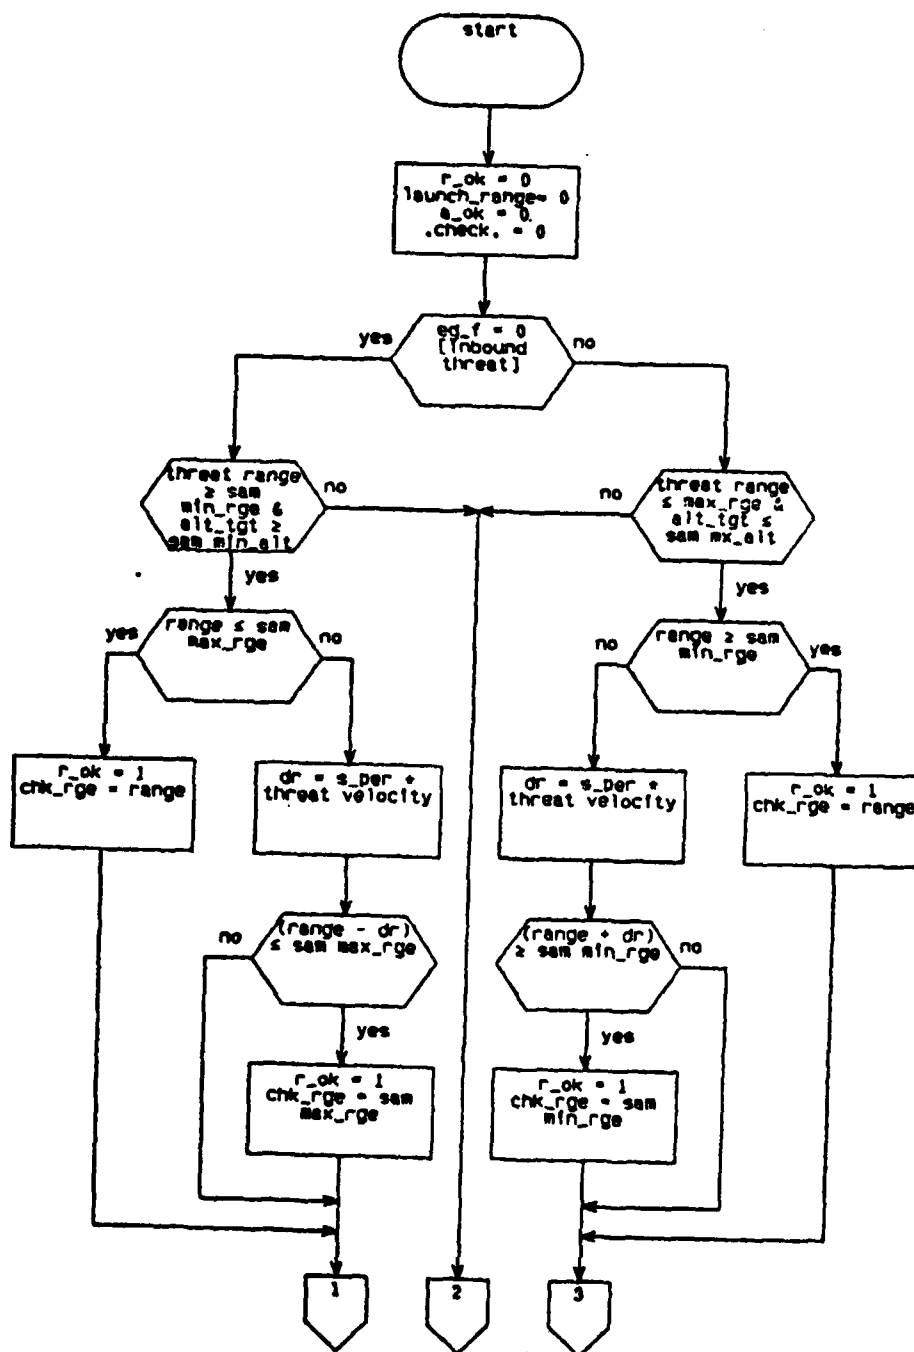 start
r_ok = 0
launch_range= 0
a_ok = 0.
.check. = 0
yes
ed_f = 0
[inbound
threat]
no
threat range
≥ sam
min_rge &
alt_tgt ≥
sam min_alt
no
no
threat range
≤ max_rge &
alt_tgt ≤
sam mx_alt
yes
yes
yes
range ≤ sam
max_rge
no
no
range ≥ sam
min_rge
yes
r_ok = 1
chk_rge = range
dr = s_per *
threat velocity
dr = s_per *
threat velocity
r_ok = 1
chk_rge = range
no
(range - dr)
≤ sam max_rge
(range + dr)
≥ sam min_rge
no
yes
yes
r_ok = 1
chk_rge = sam
max_rge
r_ok = 1
chk_rge = sam
min_rge
1
2
3